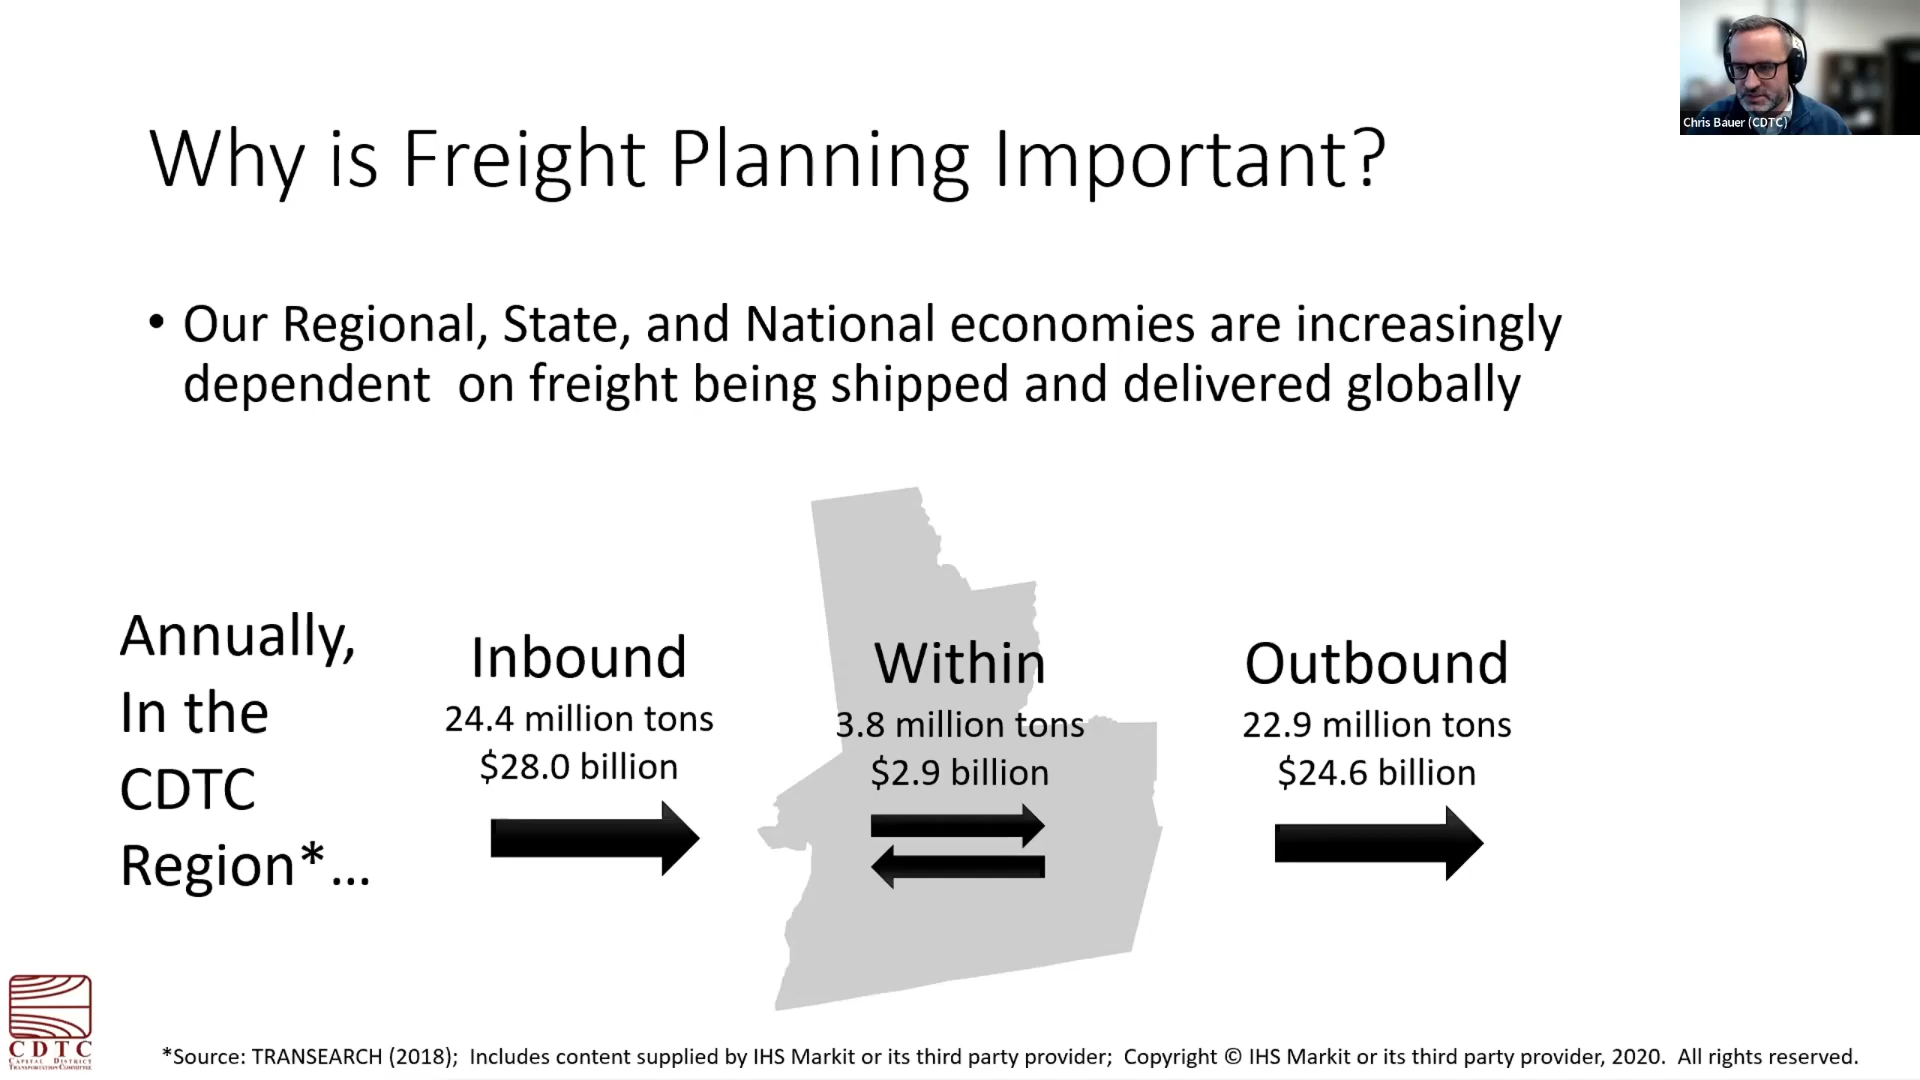 Chris Bauer (CDTC)
Why is Freight Planning Important?
• Our Regional, State, and National economies are increasingly
dependent  on freight being shipped and delivered globally
Annually,
In the
CDTC
Region*...
Inbound
24.4 million tons
$28.0 billion
Within
3.8 million tons
$2.9 billion
Outbound
22.9 million tons
$24.6 billion
CDTC
CAPITAL DISTRICT
TRANSPORTATION COMMITTEE
*Source: TRANSEARCH (2018);  Includes content supplied by IHS Markit or its third party provider;  Copyright © IHS Markit or its third party provider, 2020.  All rights reserved.